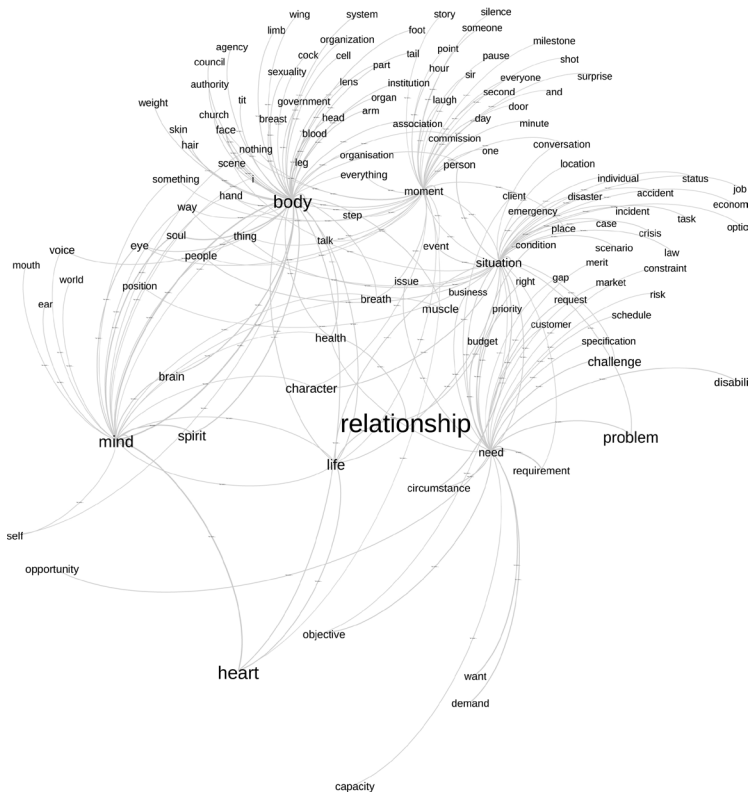 story
silence
wing
system
someone
limb
foot
organization
milestone
agency
point
cock
cell
tail
pause
shot
council
part
hour
sexuality
sir
everyone
surprise
authority
lens
institution
second
and
weight
tit
government
organ
laugh
door
church
breast
head
arm
day
skin
face
blood
association
minute
hair
nothing
commission
conversation
scene
leg
organisation
one
person
location
something
i
everything
individual
status
hand
body
moment
client
disaster
accident
job
way
step
emergency
incident
econom
soul
thing
talk
place
case
task
optio
voice
eye
people
event
condition
scenario
crisis
mouth
situation
merit
law
world
position
issue
right
gap
market
constraint
ear
breath
business
request
risk
muscle
priority
schedule
health
customer
budget
specification
brain
character
challenge
disabili
relationship
mind
spirit
problem
life
need
requirement
circumstance
self
opportunity
objective
heart
want
demand
capacity